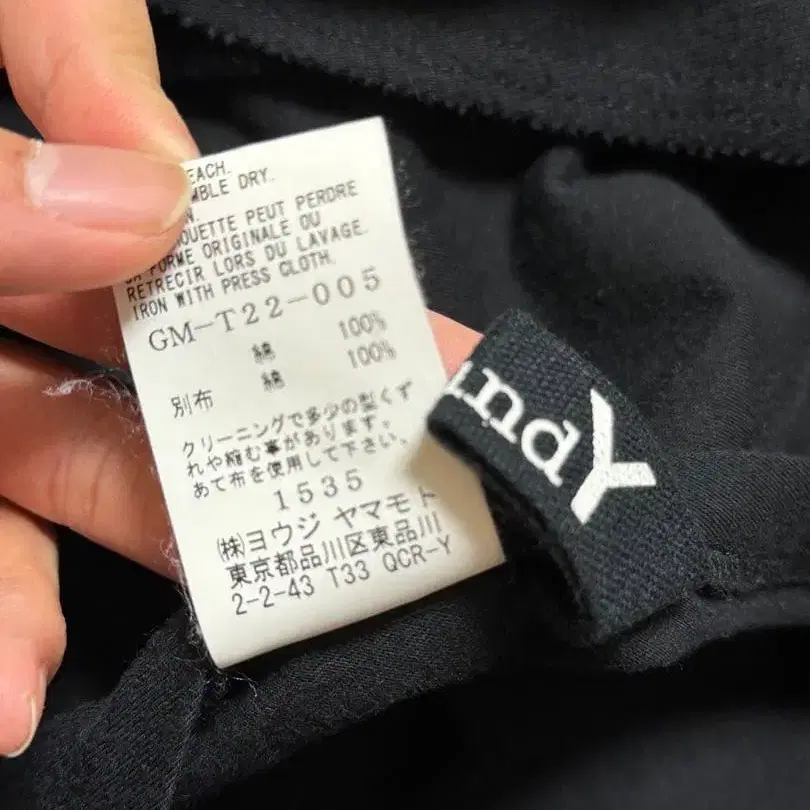 EACH.
MBLE DRY.
N.
HOUETTE PEUT PERDRE
SA FORME ORIGINALE OU
RETRECIR LORS DU LAVAGE.
IRON WITH PRESS CLOTH.
GM-T22-005
綿 100%
別布 綿 100%
クリーニングで多少の型くず
れや縮む事があります。
あて布を使用して下さい。
1535
㈱ヨウジ ヤマモト
東京都品川区東品川
2-2-43 T33 QCR-Y
undY